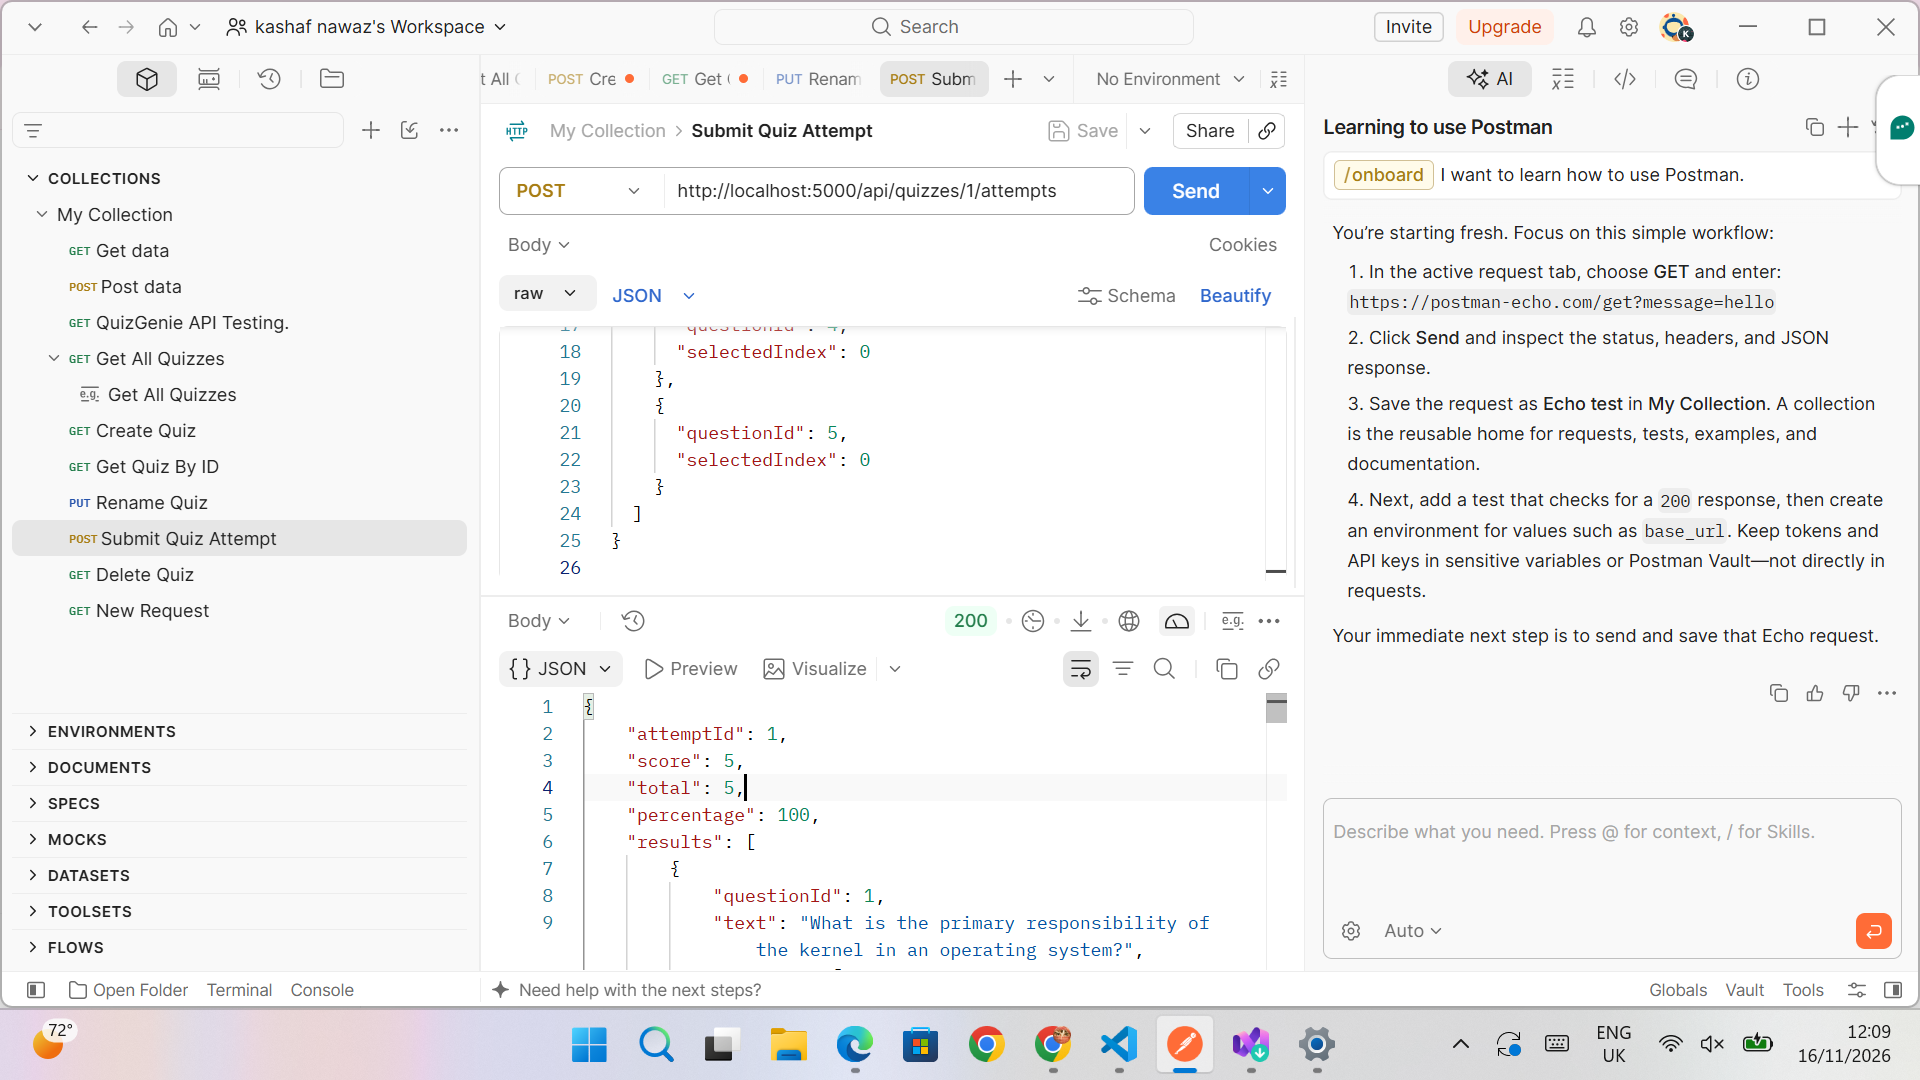 kashaf nawaz's Workspace
Search
Invite
Upgrade
K
t All
POST Cre
GET Get
PUT Renam
POST Subm
No Environment
AI
COLLECTIONS
My Collection
GET Get data
POST Post data
GET QuizGenie API Testing.
GET Get All Quizzes
e.g. Get All Quizzes
GET Create Quiz
GET Get Quiz By ID
PUT Rename Quiz
POST Submit Quiz Attempt
GET Delete Quiz
GET New Request
ENVIRONMENTS
DOCUMENTS
SPECS
MOCKS
DATASETS
TOOLSETS
FLOWS
HTTP My Collection > Submit Quiz Attempt
Save
Share
POST http://localhost:5000/api/quizzes/1/attempts
Send
Body
Cookies
raw
JSON
Schema
Beautify
17 "questionId": 4,
18 "selectedIndex": 0
19 },
20 {
21 "questionId": 5,
22 "selectedIndex": 0
23 }
24 ]
25 }
26
Body
200
e.g.
{} JSON
Preview
Visualize
1 {
2 "attemptId": 1,
3 "score": 5,
4 "total": 5,
5 "percentage": 100,
6 "results": [
7 {
8 "questionId": 1,
9 "text": "What is the primary responsibility of
the kernel in an operating system?",
Learning to use Postman
/onboard I want to learn how to use Postman.
You’re starting fresh. Focus on this simple workflow:
1. In the active request tab, choose GET and enter:
https://postman-echo.com/get?message=hello
2. Click Send and inspect the status, headers, and JSON
response.
3. Save the request as Echo test in My Collection. A collection
is the reusable home for requests, tests, examples, and
documentation.
4. Next, add a test that checks for a 200 response, then create
an environment for values such as base_url. Keep tokens and
API keys in sensitive variables or Postman Vault—not directly in
requests.
Your immediate next step is to send and save that Echo request.
Describe what you need. Press @ for context, / for Skills.
Auto
Open Folder
Terminal
Console
Need help with the next steps?
Globals
Vault
Tools
72°
ENG
UK
12:09
16/11/2026